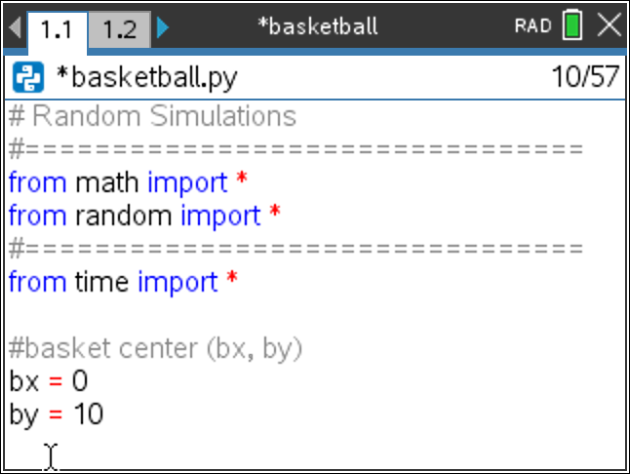 1.1 1.2 *basketball RAD
*basketball.py 10/57
# Random Simulations
#=================================
from math import *
from random import *
#=================================
from time import *
#basket center (bx, by)
bx = 0
by = 10